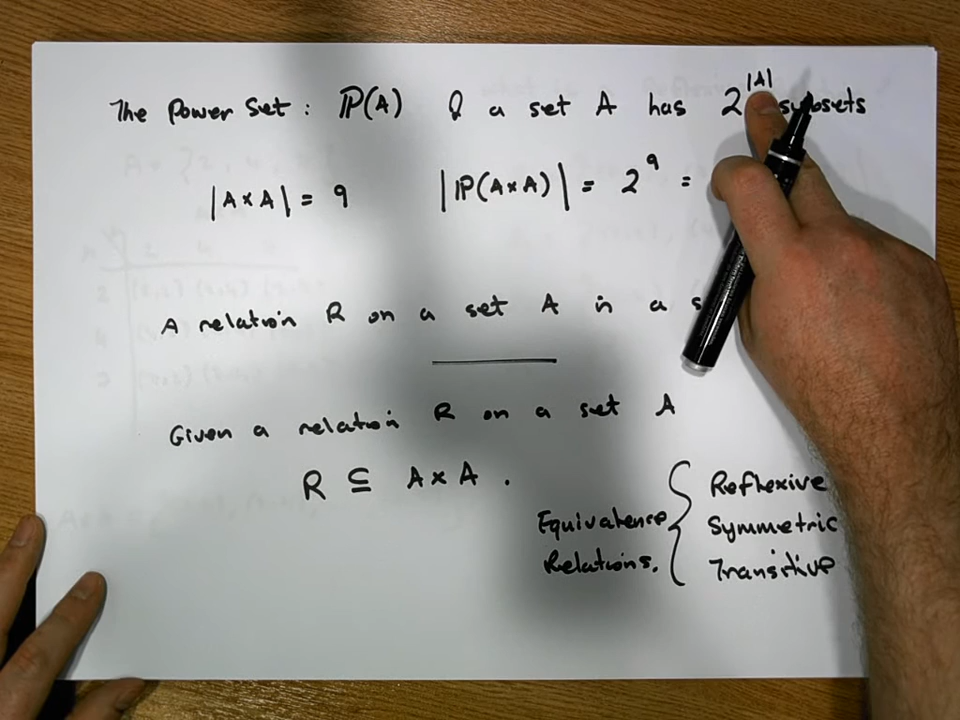 The Power Set : ℙ(A) of a set A has 2^|A| subsets
|A×A| = 9 |ℙ(A×A)| = 2^9 =
A relation R on a set A is a
Given a relation R on a set A
R ⊆ A×A .
Equivalence Relations. { Reflexive
Symmetric
Transitive